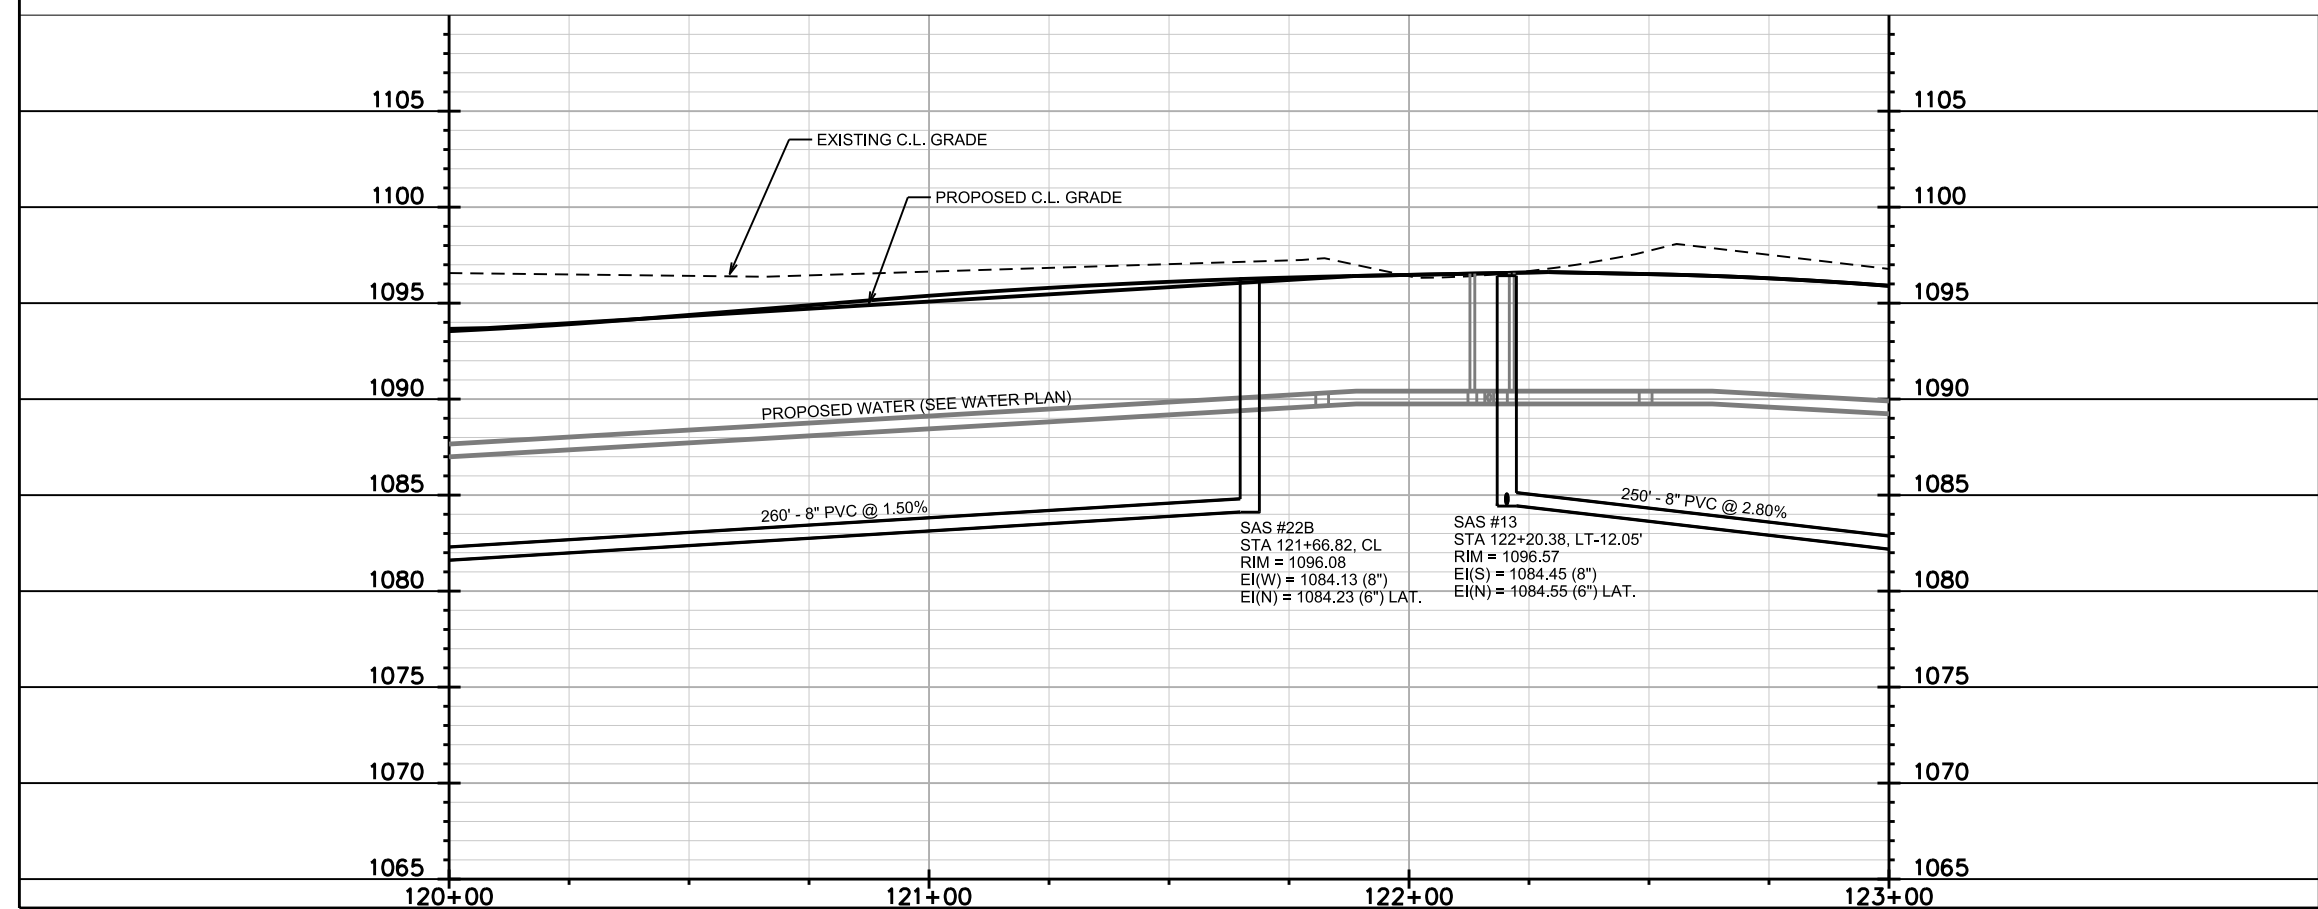 1105
1105
EXISTING C.L. GRADE
1100
PROPOSED C.L. GRADE
1100
1095
1095
1090
PROPOSED WATER (SEE WATER PLAN)
1090
1085
260' - 8" PVC @ 1.50%
250' - 8" PVC @ 2.80%
1085
SAS #22B
STA 121+66.82, CL
RIM = 1096.08
EI(W) = 1084.13 (8")
EI(N) = 1084.23 (6") LAT.
SAS #13
STA 122+20.38, LT-12.05'
RIM = 1096.57
EI(S) = 1084.45 (8")
EI(N) = 1084.55 (6") LAT.
1080
1080
1075
1075
1070
1070
1065
1065
120+00
121+00
122+00
123+00